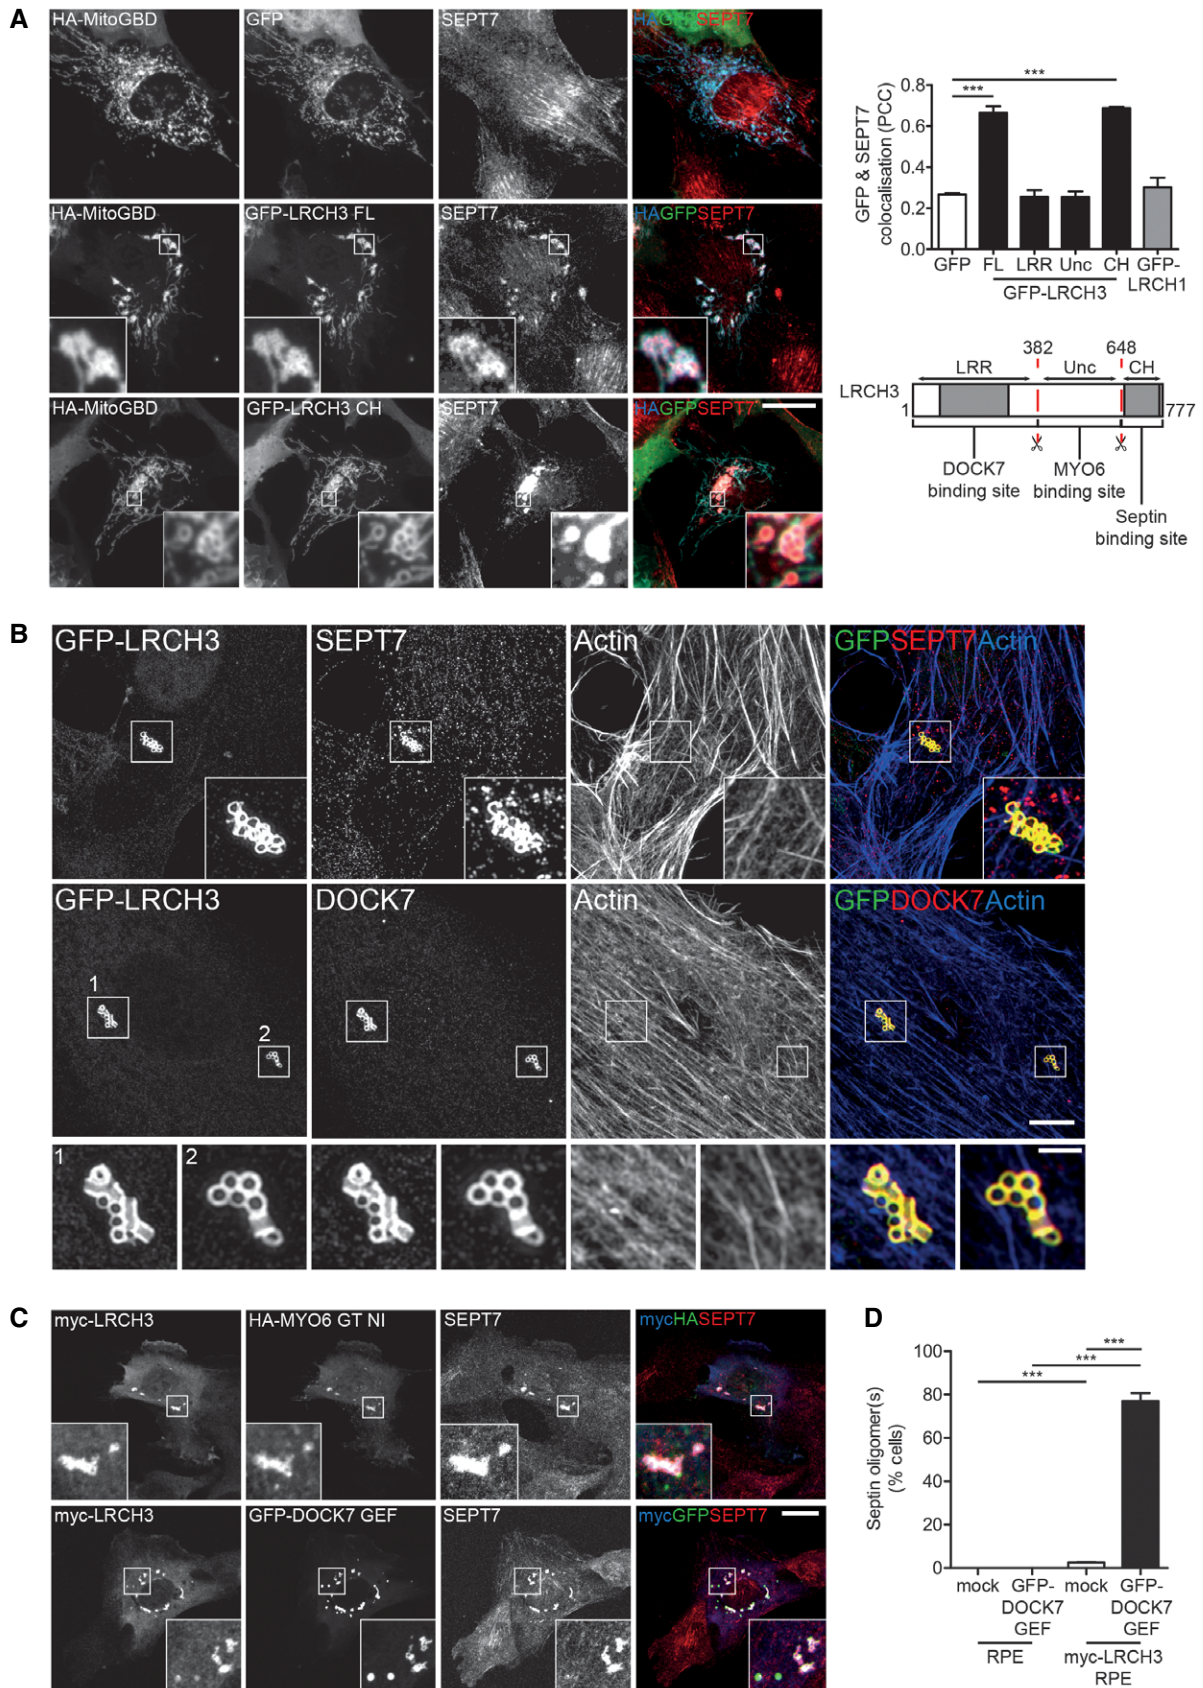 A
HA-MitoGBD GFP SEPT7 HAGFPSEPT7
HA-MitoGBD GFP-LRCH3 FL SEPT7 HAGFPSEPT7
HA-MitoGBD GFP-LRCH3 CH SEPT7 HAGFPSEPT7
GFP & SEPT7
colocalisation (PCC)
0.8
0.6
0.4
0.2
0.0
*** ***
GFP FL LRR Unc CH GFP-
LRCH1
GFP-LRCH3
382 648
LRR Unc CH
LRCH3
1 777
DOCK7
binding site
MYO6
binding site
Septin
binding site
B
GFP-LRCH3 SEPT7 Actin GFPSEPT7Actin
GFP-LRCH3 DOCK7 Actin GFPDOCK7Actin
1
2
1 2
C
myc-LRCH3 HA-MYO6 GT NI SEPT7 mycHASEPT7
myc-LRCH3 GFP-DOCK7 GEF SEPT7 mycGFPSEPT7
D
Septin oligomer(s)
(% cells)
100
80
60
40
20
0
***
***
***
mock GFP-
DOCK7
GEF
mock GFP-
DOCK7
GEF
RPE
myc-LRCH3
RPE